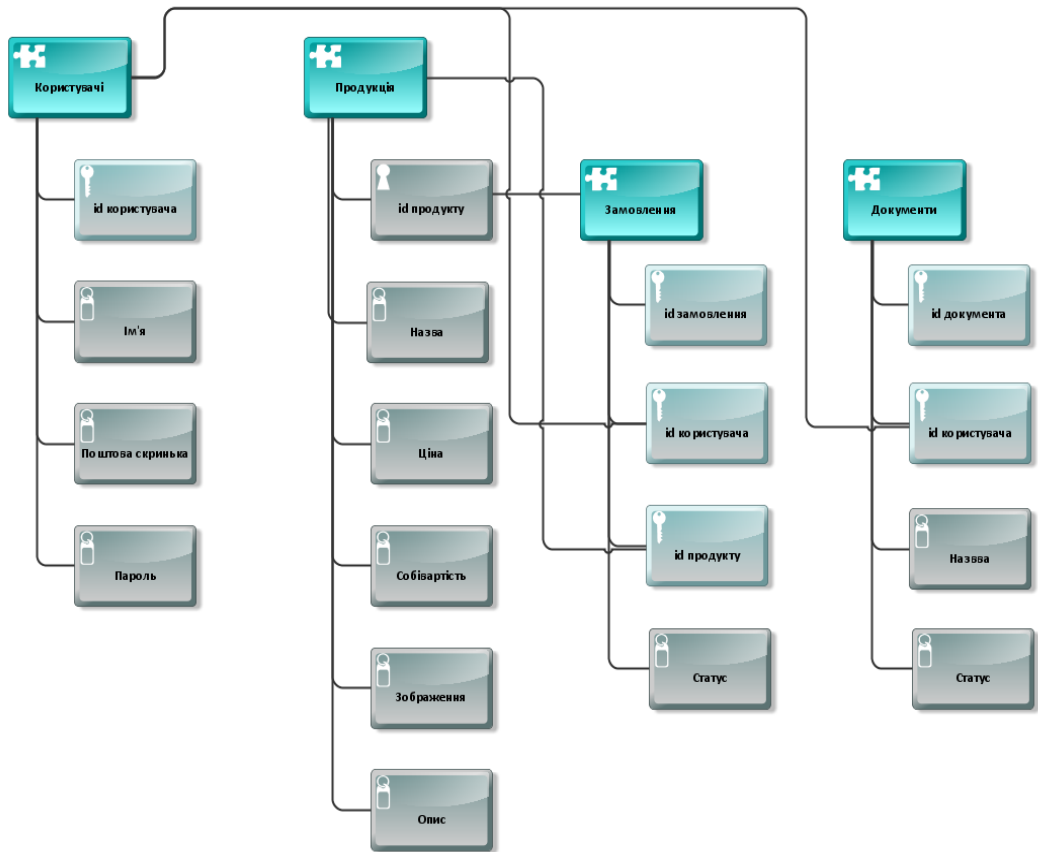 Користувачі
id користувача
Ім'я
Поштова скринька
Пароль
Продукція
id продукту
Назва
Ціна
Собівартість
Зображення
Опис
Замовлення
id замовлення
id користувача
id продукту
Статус
Документи
id документа
id користувача
Назвва
Статус